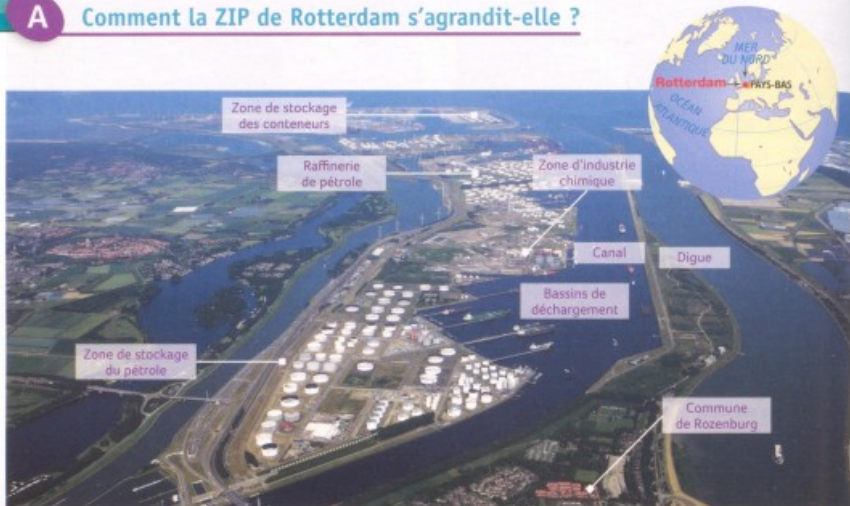 A Comment la ZIP de Rotterdam s'agrandit-elle ?
MER
DU NORD
Rotterdam
PAYS-BAS
OCÉAN
ATLANTIQUE
Zone de stockage
des conteneurs
Raffinerie
de pétrole
Zone d'industrie
chimique
Canal
Digue
Bassins de
déchargement
Zone de stockage
du pétrole
Commune
de Rozenburg